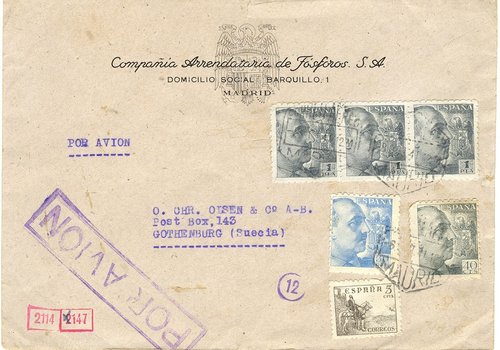 Compañia Arrendataria de Fósforos. S.A.
DOMICILIO SOCIAL BARQUILLO, 1
MADRID
POR AVION
ESPAÑA
1
PTA
ESPAÑA
1
PTA
ESPAÑA
1
PTA
O. CHR. OLSEN & Cº A-B.
Post Box, 143
GOTHENBURG (Suecia)
ESPAÑA
ESPAÑA
40
MADRID
POR AVION
12
ESPAÑA 5
CTS
CORREOS
2114 2147